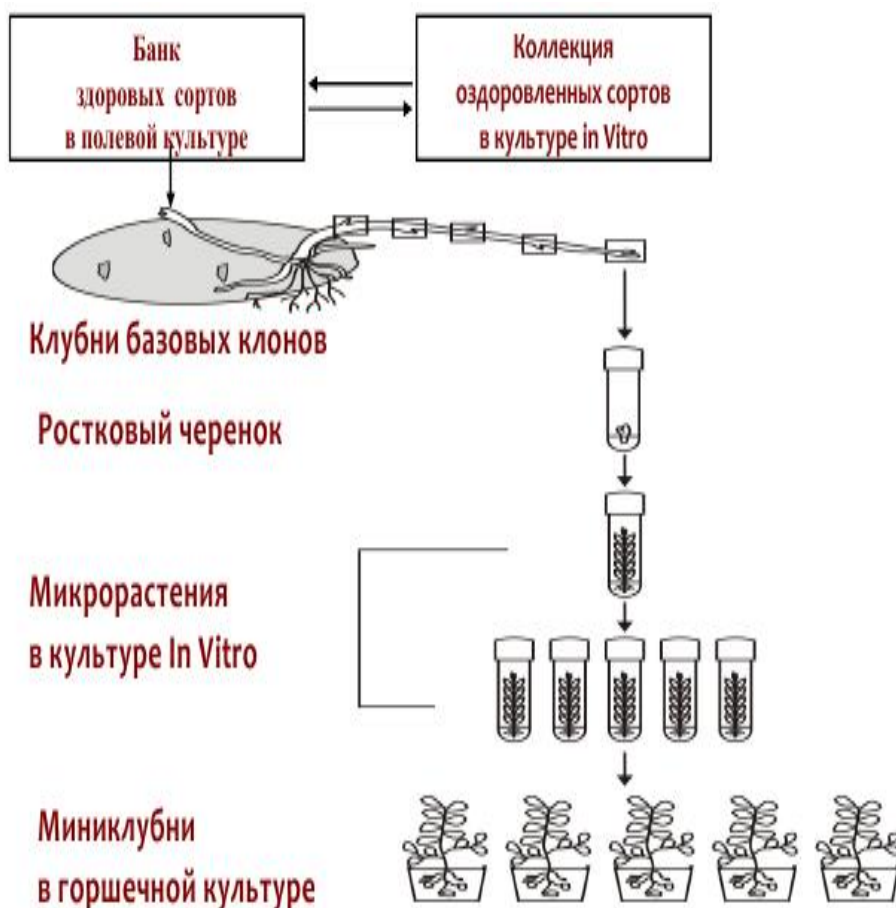 Банк
здоровых сортов
в полевой культуре
Коллекция
оздоровленных сортов
в культуре in Vitro
Клубни базовых клонов
Ростковый черенок
Микрорастения
в культуре In Vitro
Миниклубни
в горшечной культуре